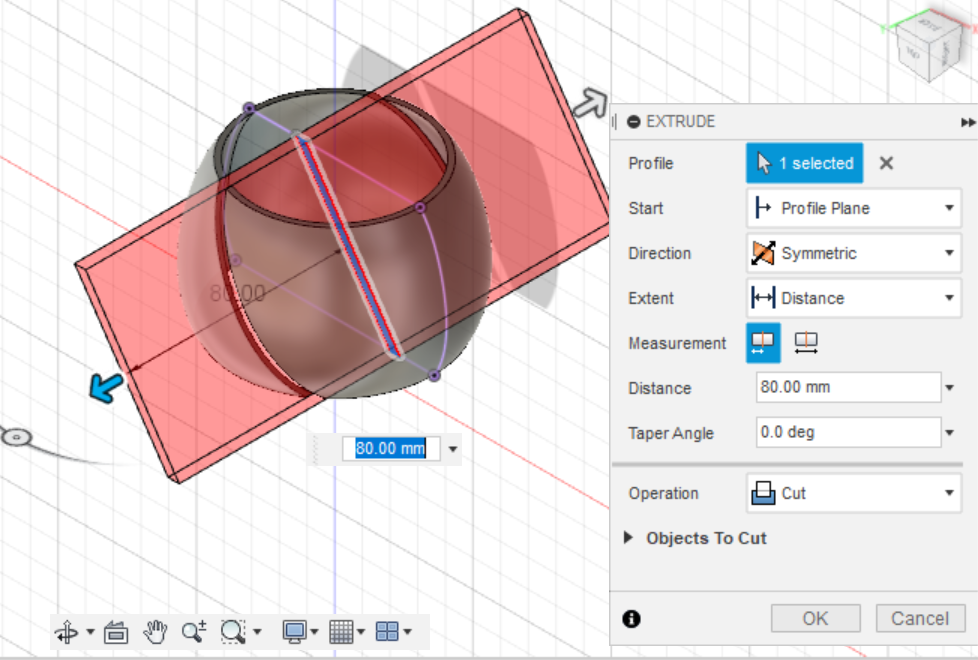 EXTRUDE
Profile 1 selected
Start Profile Plane
Direction Symmetric
Extent Distance
Measurement
Distance 80.00 mm
Taper Angle 0.0 deg
Operation Cut
Objects To Cut
OK Cancel
80.00
80.00 mm